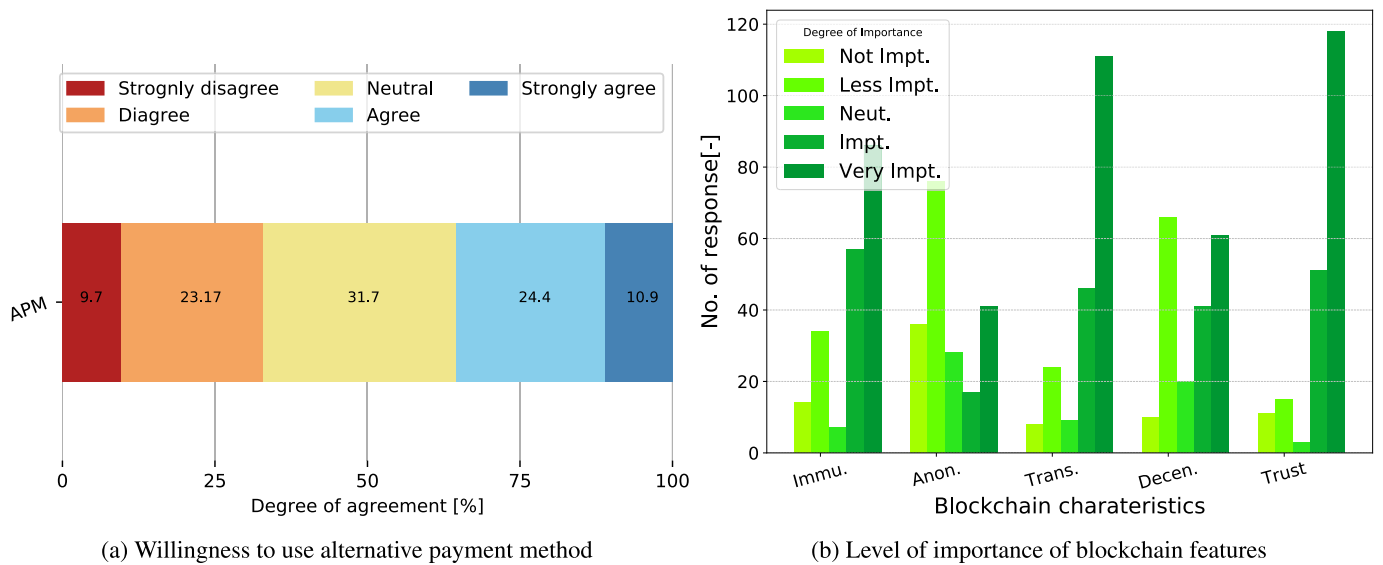 Strognly disagree
Diagree
Neutral
Agree
Strongly agree
APM
9.7
23.17
31.7
24.4
10.9
0
25
50
75
100
Degree of agreement [%]
(a) Willingness to use alternative payment method
Degree of Importance
Not Impt.
Less Impt.
Neut.
Impt.
Very Impt.
No. of response[-]
120
100
80
60
40
20
0
Immu.
Anon.
Trans.
Decen.
Trust
Blockchain charateristics
(b) Level of importance of blockchain features